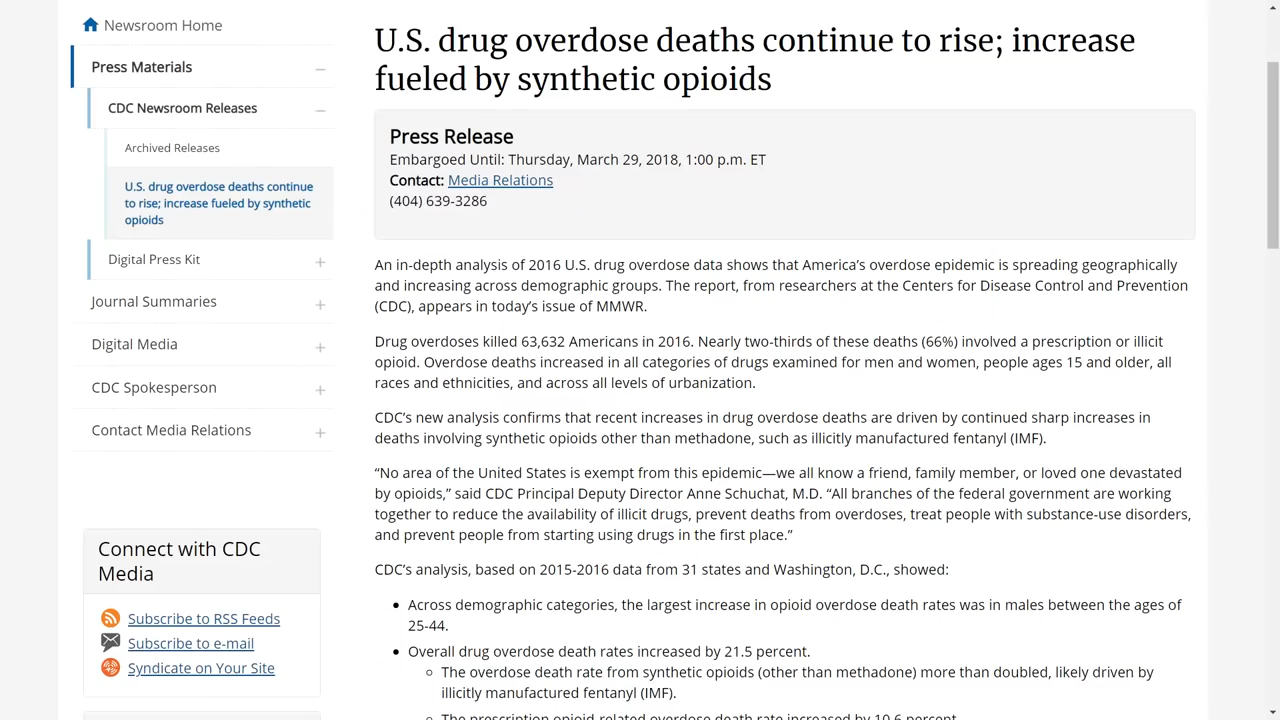 Newsroom Home
Press Materials
CDC Newsroom Releases
Archived Releases
U.S. drug overdose deaths continue
to rise; increase fueled by synthetic
opioids
Digital Press Kit
Journal Summaries
Digital Media
CDC Spokesperson
Contact Media Relations
Connect with CDC
Media
Subscribe to RSS Feeds
Subscribe to e-mail
Syndicate on Your Site
U.S. drug overdose deaths continue to rise; increase
fueled by synthetic opioids
Press Release
Embargoed Until: Thursday, March 29, 2018, 1:00 p.m. ET
Contact: Media Relations
(404) 639-3286
An in-depth analysis of 2016 U.S. drug overdose data shows that America’s overdose epidemic is spreading geographically
and increasing across demographic groups. The report, from researchers at the Centers for Disease Control and Prevention
(CDC), appears in today’s issue of MMWR.
Drug overdoses killed 63,632 Americans in 2016. Nearly two-thirds of these deaths (66%) involved a prescription or illicit
opioid. Overdose deaths increased in all categories of drugs examined for men and women, people ages 15 and older, all
races and ethnicities, and across all levels of urbanization.
CDC’s new analysis confirms that recent increases in drug overdose deaths are driven by continued sharp increases in
deaths involving synthetic opioids other than methadone, such as illicitly manufactured fentanyl (IMF).
“No area of the United States is exempt from this epidemic—we all know a friend, family member, or loved one devastated
by opioids,” said CDC Principal Deputy Director Anne Schuchat, M.D. “All branches of the federal government are working
together to reduce the availability of illicit drugs, prevent deaths from overdoses, treat people with substance-use disorders,
and prevent people from starting using drugs in the first place.”
CDC’s analysis, based on 2015-2016 data from 31 states and Washington, D.C., showed:
Across demographic categories, the largest increase in opioid overdose death rates was in males between the ages of
25-44.
Overall drug overdose death rates increased by 21.5 percent.
The overdose death rate from synthetic opioids (other than methadone) more than doubled, likely driven by
illicitly manufactured fentanyl (IMF).
The prescription opioid-related overdose death rate increased by 10.6 percent.